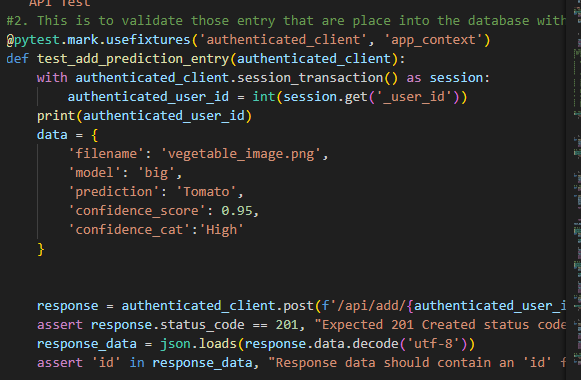 API Test
#2. This is to validate those entry that are place into the database with
@pytest.mark.usefixtures('authenticated_client', 'app_context')
def test_add_prediction_entry(authenticated_client):
    with authenticated_client.session_transaction() as session:
        authenticated_user_id = int(session.get('_user_id'))
    print(authenticated_user_id)
    data = {
        'filename': 'vegetable_image.png',
        'model': 'big',
        'prediction': 'Tomato',
        'confidence_score': 0.95,
        'confidence_cat':'High'
    }
    response = authenticated_client.post(f'/api/add/{authenticated_user_i
    assert response.status_code == 201, "Expected 201 Created status code
    response_data = json.loads(response.data.decode('utf-8'))
    assert 'id' in response_data, "Response data should contain an 'id' f